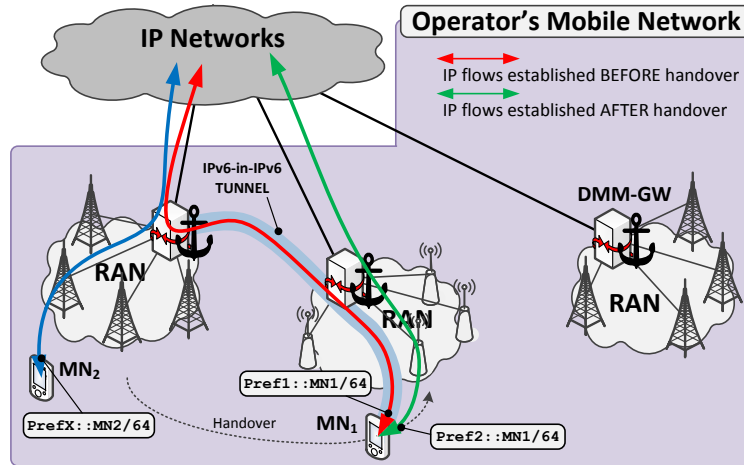 Operator's Mobile Network
IP Networks
IP flows established BEFORE handover
IP flows established AFTER handover
IPv6-in-IPv6
TUNNEL
DMM-GW
RAN
RAN
RAN
MN2
Pref1::MN1/64
PrefX::MN2/64
Handover
MN1
Pref2::MN1/64